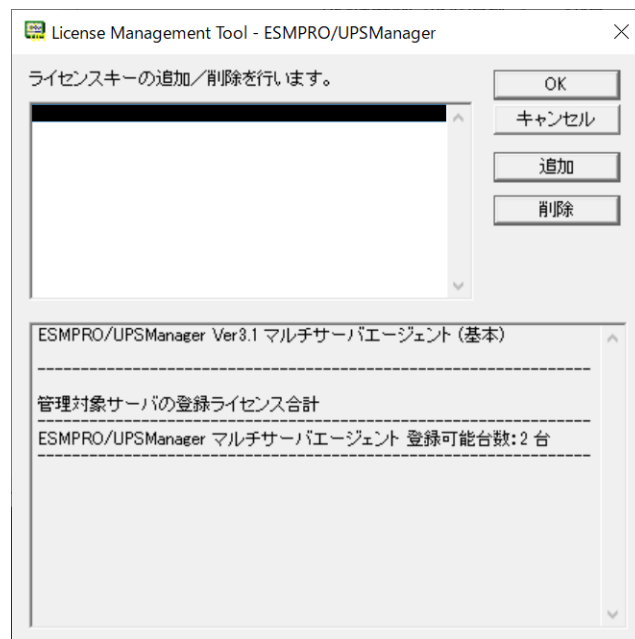 License Management Tool - ESMPRO/UPSManager
ライセンスキーの追加／削除を行います。
OK
キャンセル
追加
削除
ESMPRO/UPSManager Ver3.1 マルチサーバエージェント (基本)
-----------------------------------------------------------------
管理対象サーバの登録ライセンス合計
-----------------------------------------------------------------
ESMPRO/UPSManager マルチサーバエージェント 登録可能台数：2 台
-----------------------------------------------------------------